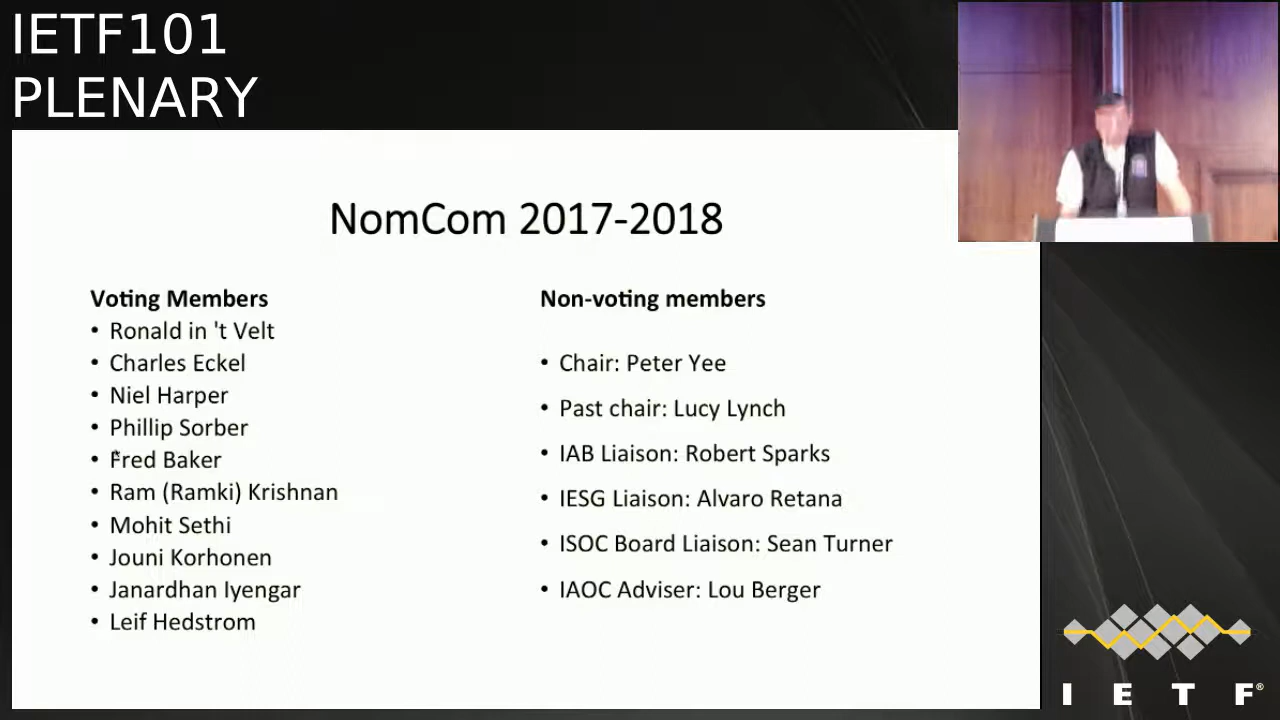 IETF101
PLENARY
NomCom 2017-2018
Voting Members
• Ronald in 't Velt
• Charles Eckel
• Niel Harper
• Phillip Sorber
• Fred Baker
• Ram (Ramki) Krishnan
• Mohit Sethi
• Jouni Korhonen
• Janardhan Iyengar
• Leif Hedstrom
Non-voting members
• Chair: Peter Yee
• Past chair: Lucy Lynch
• IAB Liaison: Robert Sparks
• IESG Liaison: Alvaro Retana
• ISOC Board Liaison: Sean Turner
• IAOC Adviser: Lou Berger
I E T F®